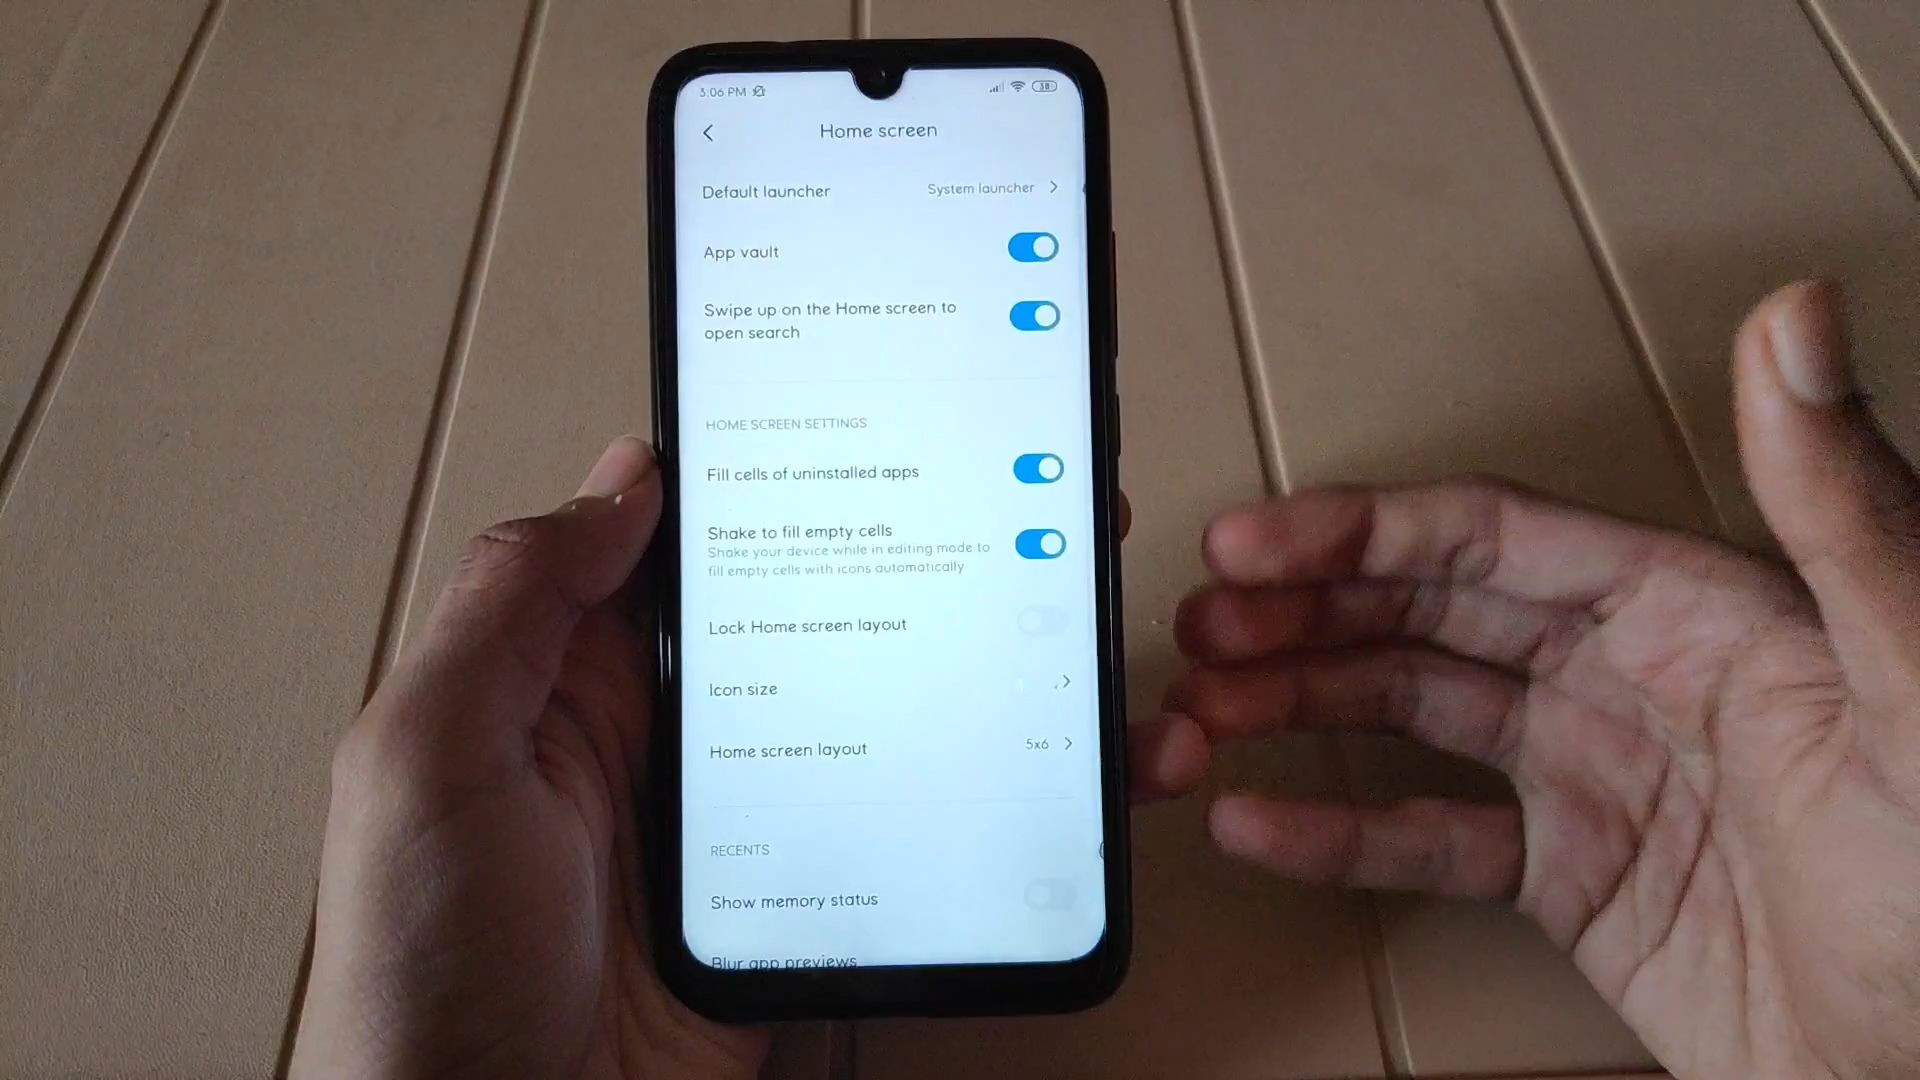 3:06 PM
38
Home screen
Default launcher System launcher
App vault
Swipe up on the Home screen to
open search
HOME SCREEN SETTINGS
Fill cells of uninstalled apps
Shake to fill empty cells
Shake your device while in editing mode to
fill empty cells with icons automatically
Lock Home screen layout
Icon size
Home screen layout 5x6
RECENTS
Show memory status
Blur app previews